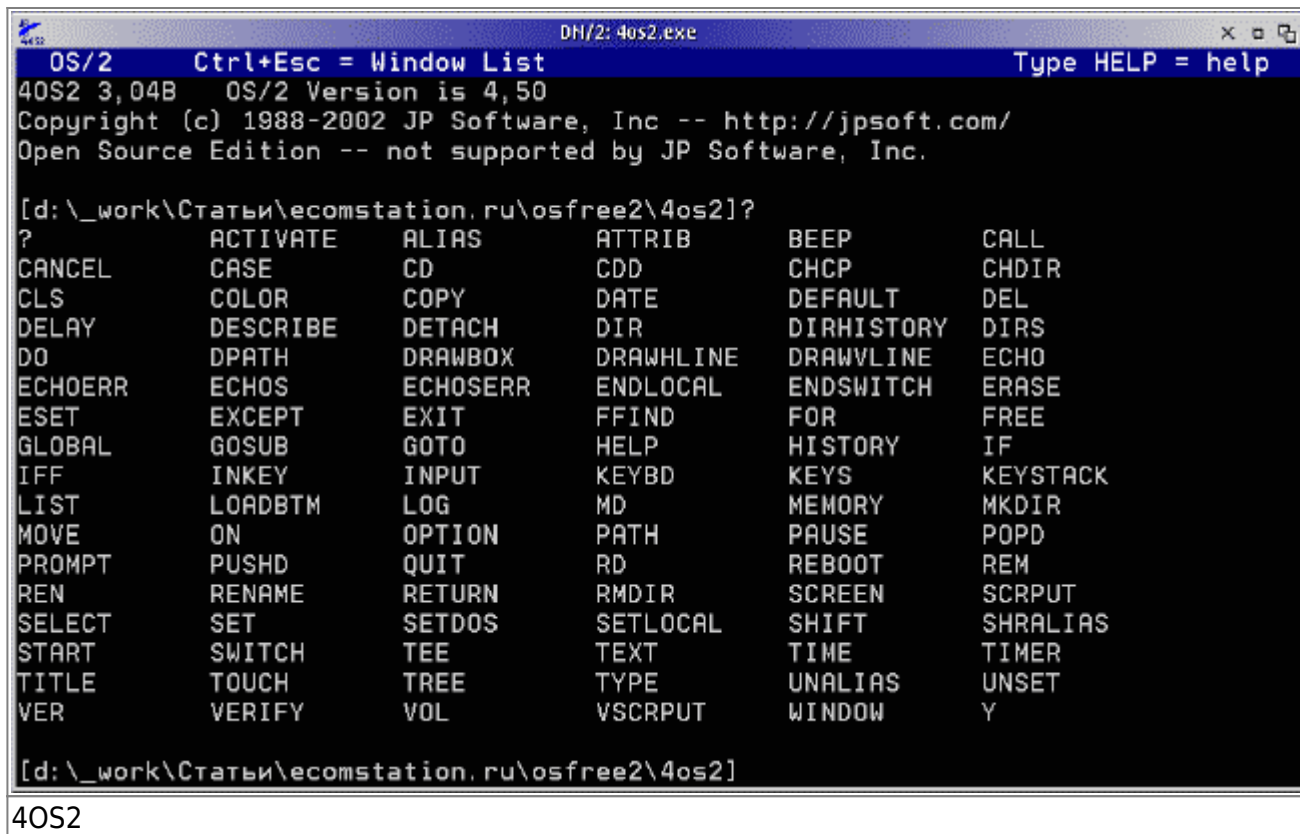 DN/2: 4os2.exe
OS/2 Ctrl+Esc = Window List Type HELP = help
4OS2 3,04B OS/2 Version is 4,50
Copyright (c) 1988-2002 JP Software, Inc -- http://jpsoft.com/
Open Source Edition -- not supported by JP Software, Inc.
[d:\_work\Статьи\ecomstation.ru\osfree2\4os2]?
? ACTIVATE ALIAS ATTRIB BEEP CALL
CANCEL CASE CD CDD CHCP CHDIR
CLS COLOR COPY DATE DEFAULT DEL
DELAY DESCRIBE DETACH DIR DIRHISTORY DIRS
DO DPATH DRAWBOX DRAWHLINE DRAWVLINE ECHO
ECHOERR ECHOS ECHOSERR ENDLOCAL ENDSWITCH ERASE
ESET EXCEPT EXIT FFIND FOR FREE
GLOBAL GOSUB GOTO HELP HISTORY IF
IFF INKEY INPUT KEYBD KEYS KEYSTACK
LIST LOADBTM LOG MD MEMORY MKDIR
MOVE ON OPTION PATH PAUSE POPD
PROMPT PUSHD QUIT RD REBOOT REM
REN RENAME RETURN RMDIR SCREEN SCRPUT
SELECT SET SETDOS SETLOCAL SHIFT SHRALIAS
START SWITCH TEE TEXT TIME TIMER
TITLE TOUCH TREE TYPE UNALIAS UNSET
VER VERIFY VOL VSCRPUT WINDOW Y
[d:\_work\Статьи\ecomstation.ru\osfree2\4os2]
4OS2